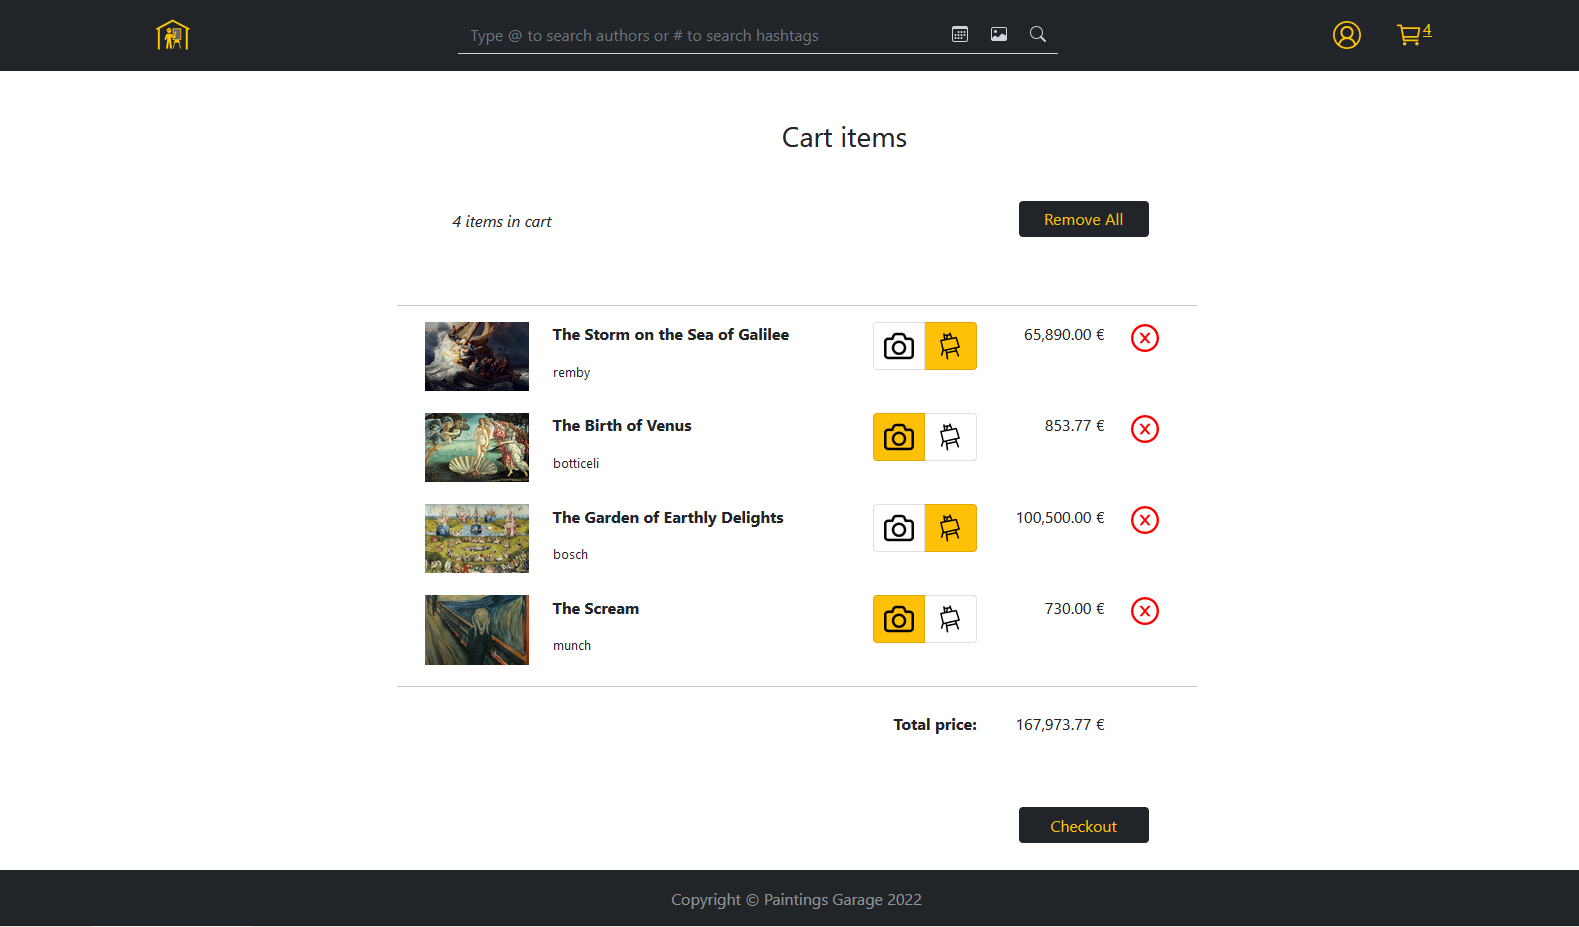 Type @ to search authors or # to search hashtags
4
Cart items
4 items in cart
Remove All
The Storm on the Sea of Galilee
65,890.00 €
remby
The Birth of Venus
853.77 €
botticeli
The Garden of Earthly Delights
100,500.00 €
bosch
The Scream
730.00 €
munch
Total price: 167,973.77 €
Checkout
Copyright © Paintings Garage 2022